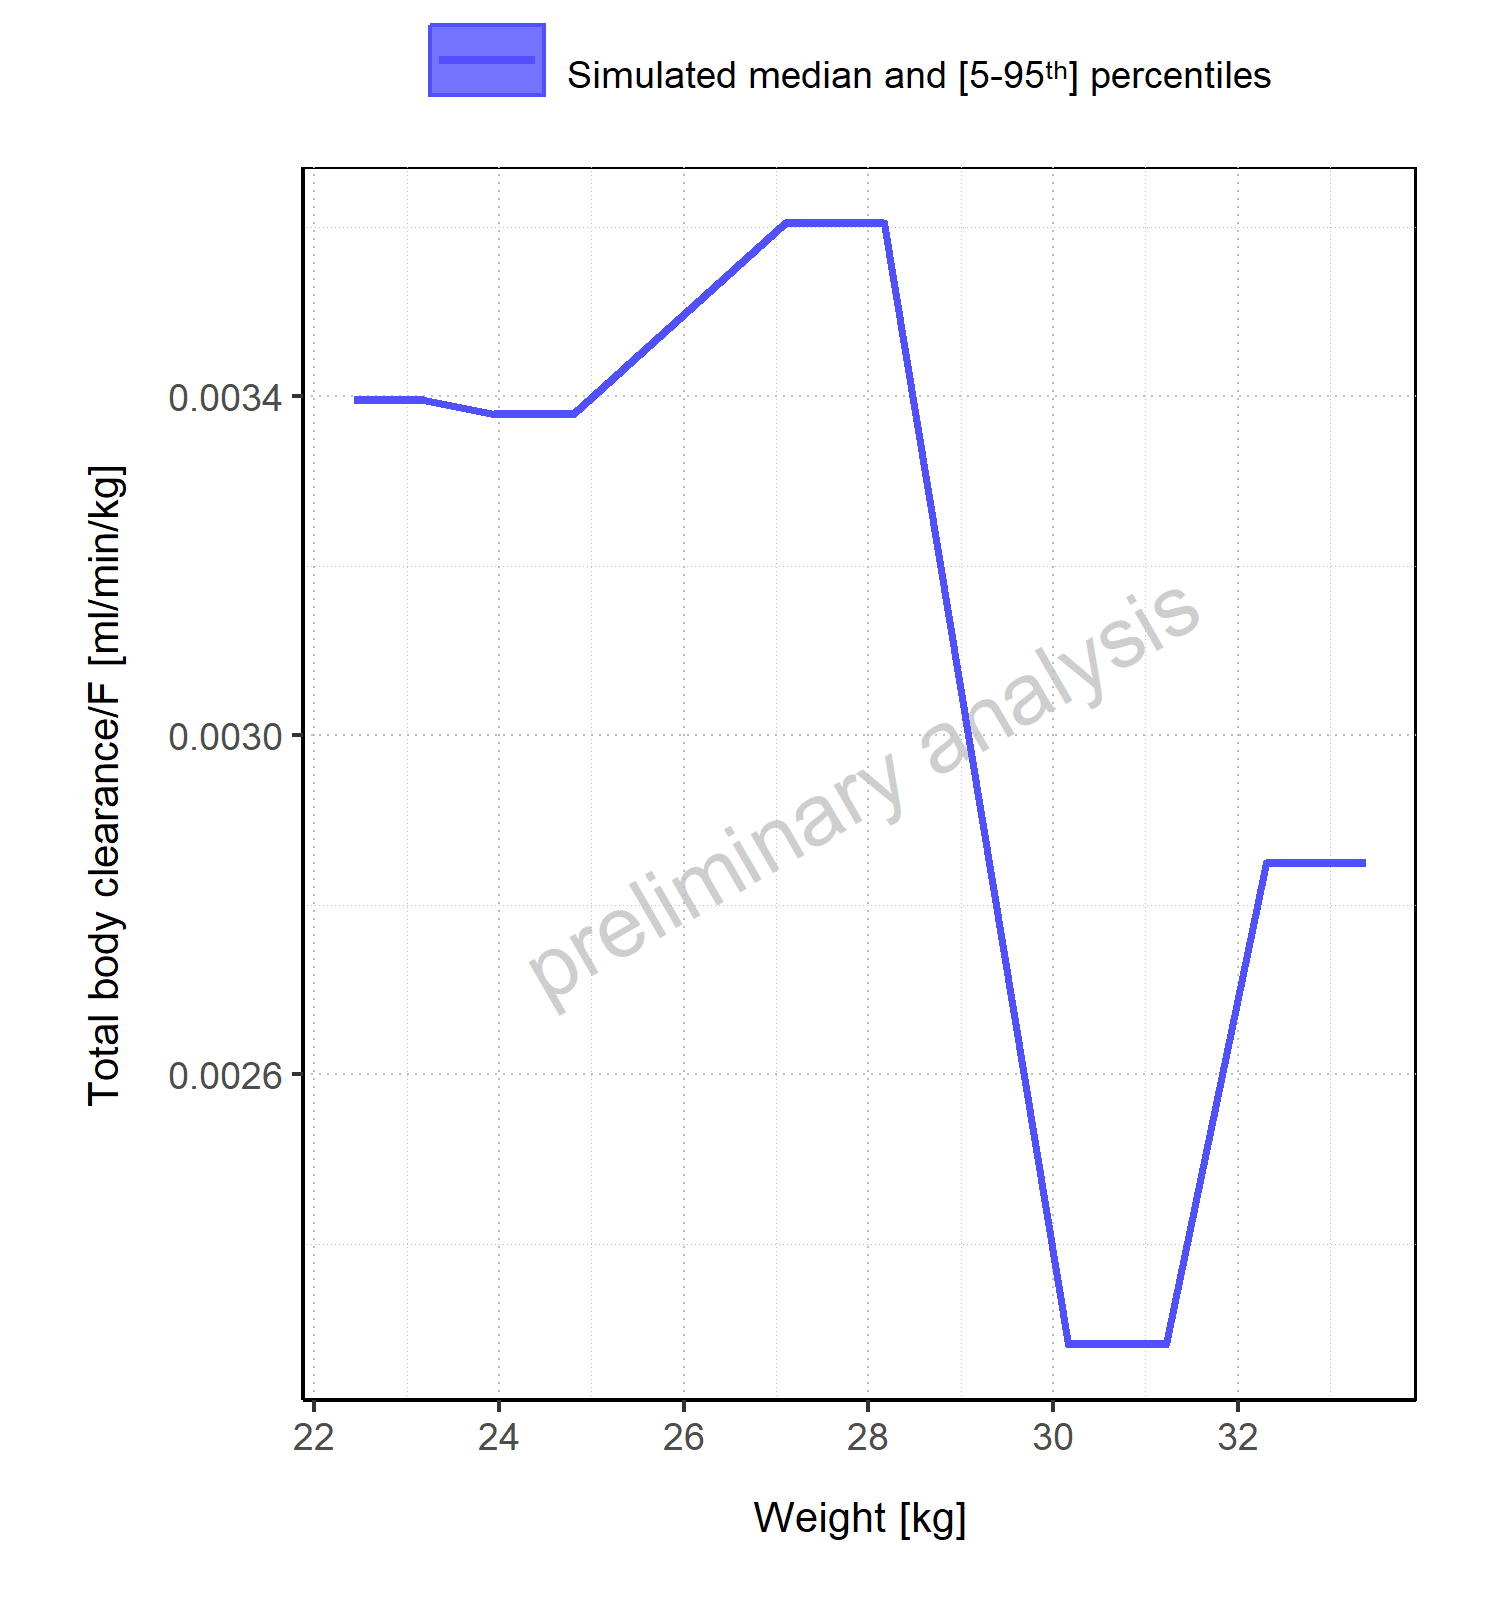 Simulated median and [5-95ᵗʰ] percentiles
Total body clearance/F [ml/min/kg]
0.0034
0.0030
0.0026
preliminary analysis
22 24 26 28 30 32
Weight [kg]